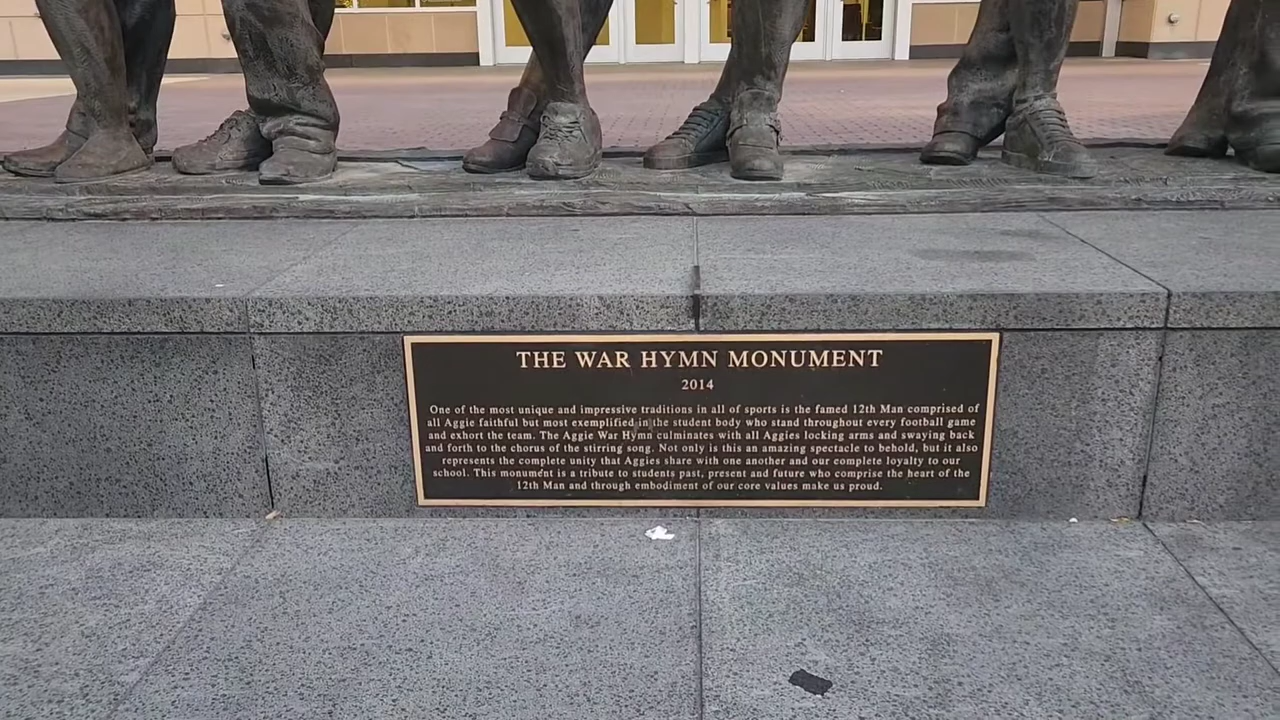 THE WAR HYMN MONUMENT
2014
One of the most unique and impressive traditions in all of sports is the famed 12th Man comprised of
all Aggie faithful but most exemplified in the student body who stand throughout every football game
and exhort the team. The Aggie War Hymn culminates with all Aggies locking arms and swaying back
and forth to the chorus of the stirring song. Not only is this an amazing spectacle to behold, but it also
represents the complete unity that Aggies share with one another and our complete loyalty to our
school. This monument is a tribute to students past, present and future who comprise the heart of the
12th Man and through embodiment of our core values make us proud.